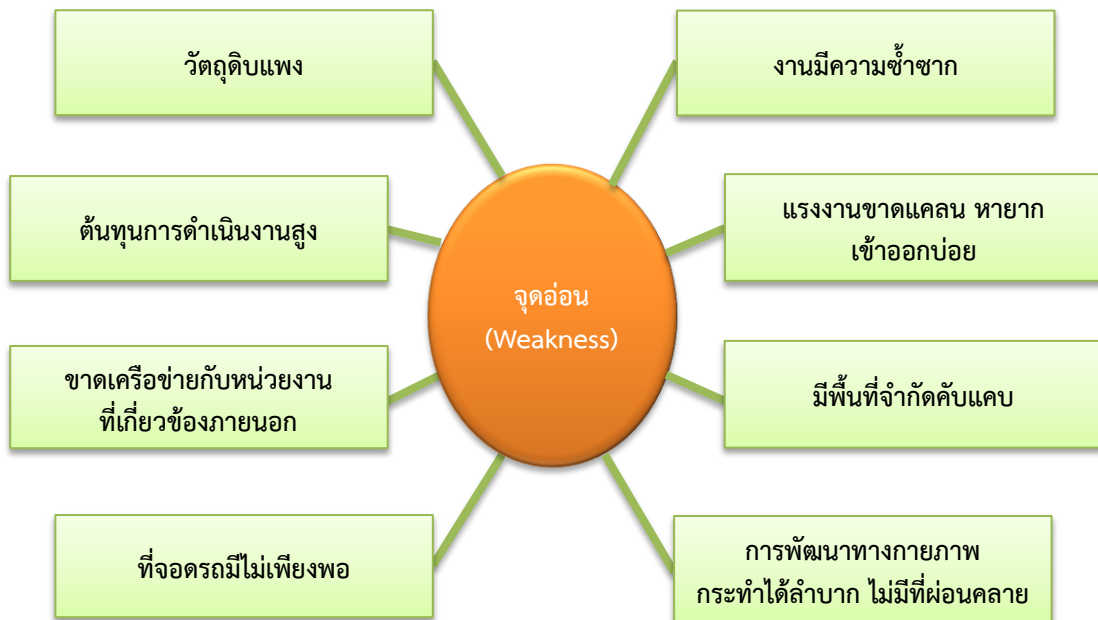 วัตถุดิบแพง
งานมีความซ้ำซาก
ต้นทุนการดำเนินงานสูง
แรงงานขาดแคลน หายาก
เข้าออกบ่อย
จุดอ่อน
(Weakness)
ขาดเครือข่ายกับหน่วยงาน
ที่เกี่ยวข้องภายนอก
มีพื้นที่จำกัดคับแคบ
ที่จอดรถมีไม่เพียงพอ
การพัฒนาทางกายภาพ
กระทำได้ลำบาก ไม่มีที่ผ่อนคลาย